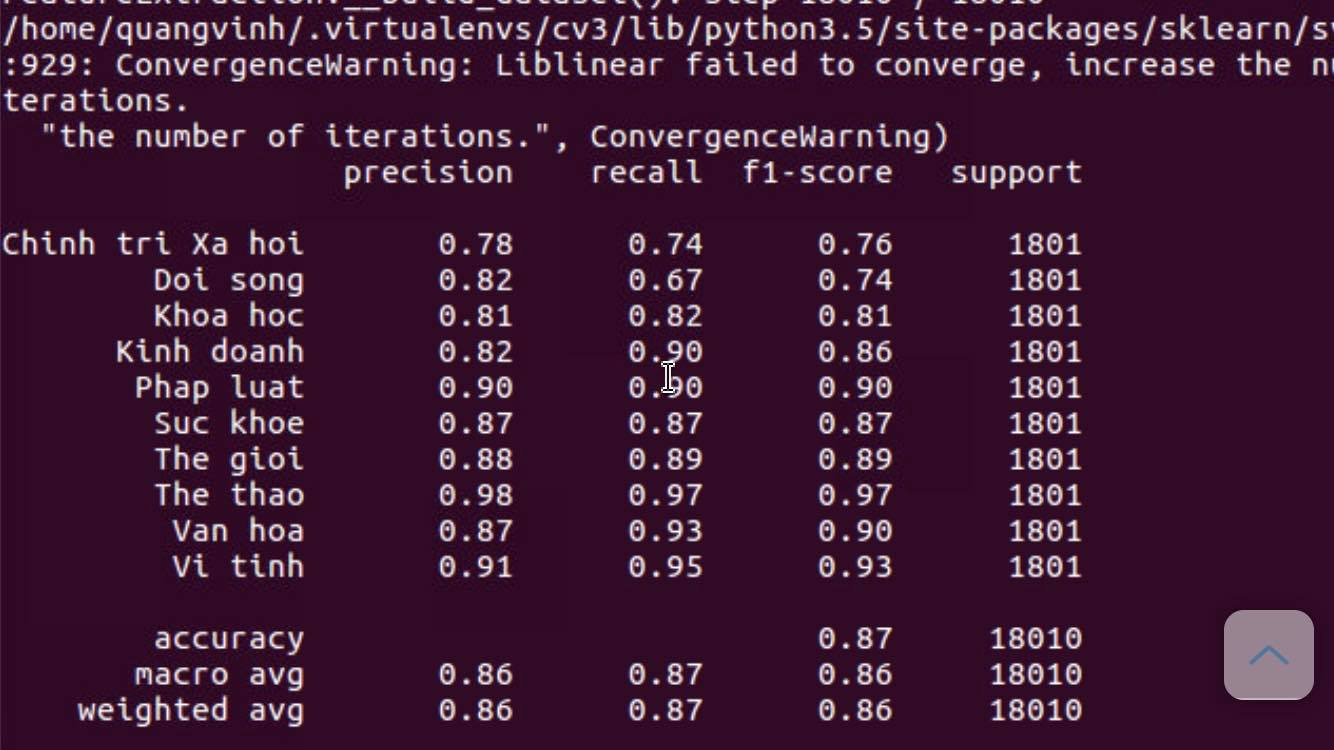 FeatureExtraction.__build_dataset(): Step 18010 / 18010
/home/quangvinh/.virtualenvs/cv3/lib/python3.5/site-packages/sklearn/
:929: ConvergenceWarning: Liblinear failed to converge, increase the
terations.
"the number of iterations.", ConvergenceWarning)
precision recall f1-score support
Chinh tri Xa hoi 0.78 0.74 0.76 1801
Doi song 0.82 0.67 0.74 1801
Khoa hoc 0.81 0.82 0.81 1801
Kinh doanh 0.82 0.90 0.86 1801
Phap luat 0.90 0.90 0.90 1801
Suc khoe 0.87 0.87 0.87 1801
The gioi 0.88 0.89 0.89 1801
The thao 0.98 0.97 0.97 1801
Van hoa 0.87 0.93 0.90 1801
Vi tinh 0.91 0.95 0.93 1801
accuracy 0.87 18010
macro avg 0.86 0.87 0.86 18010
weighted avg 0.86 0.87 0.86 18010